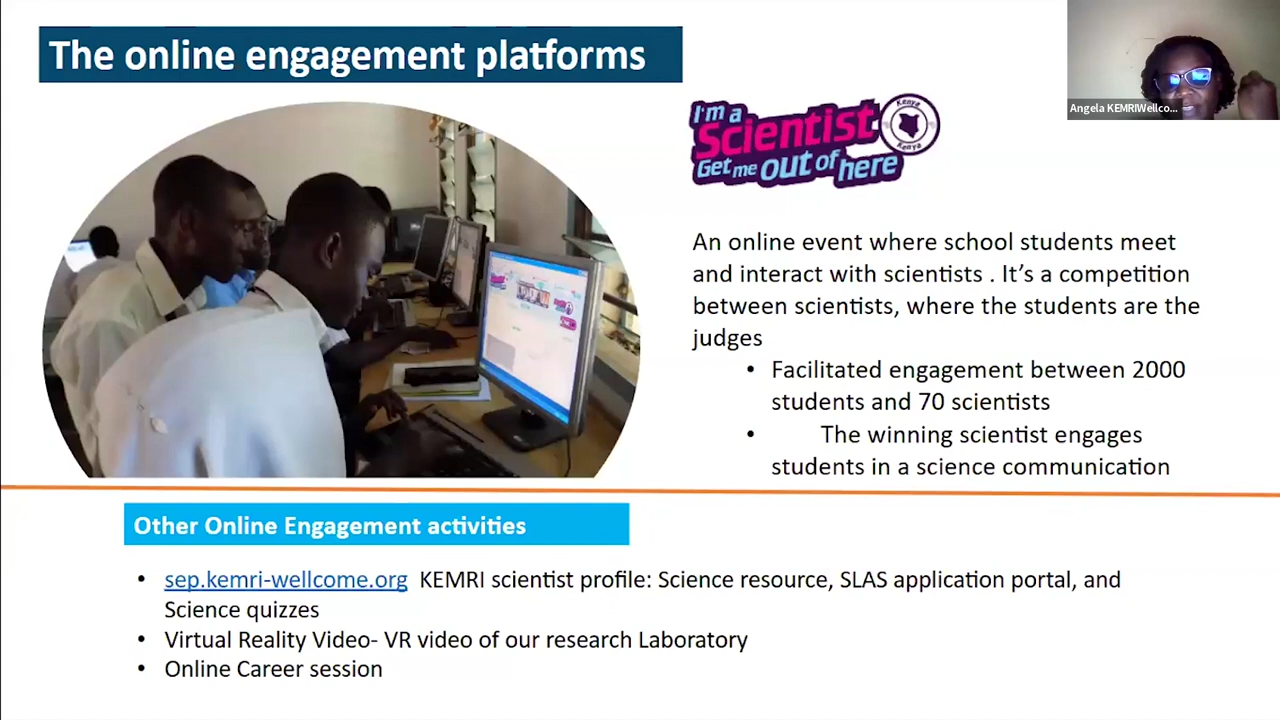 The online engagement platforms
Angela KEMRIWellco...
I'm a
Scientist
Get me out of here
Kenya
Kenya
An online event where school students meet
and interact with scientists . It's a competition
between scientists, where the students are the
judges
• Facilitated engagement between 2000
students and 70 scientists
• The winning scientist engages
students in a science communication
Other Online Engagement activities
• sep.kemri-wellcome.org KEMRI scientist profile: Science resource, SLAS application portal, and
Science quizzes
• Virtual Reality Video- VR video of our research Laboratory
• Online Career session